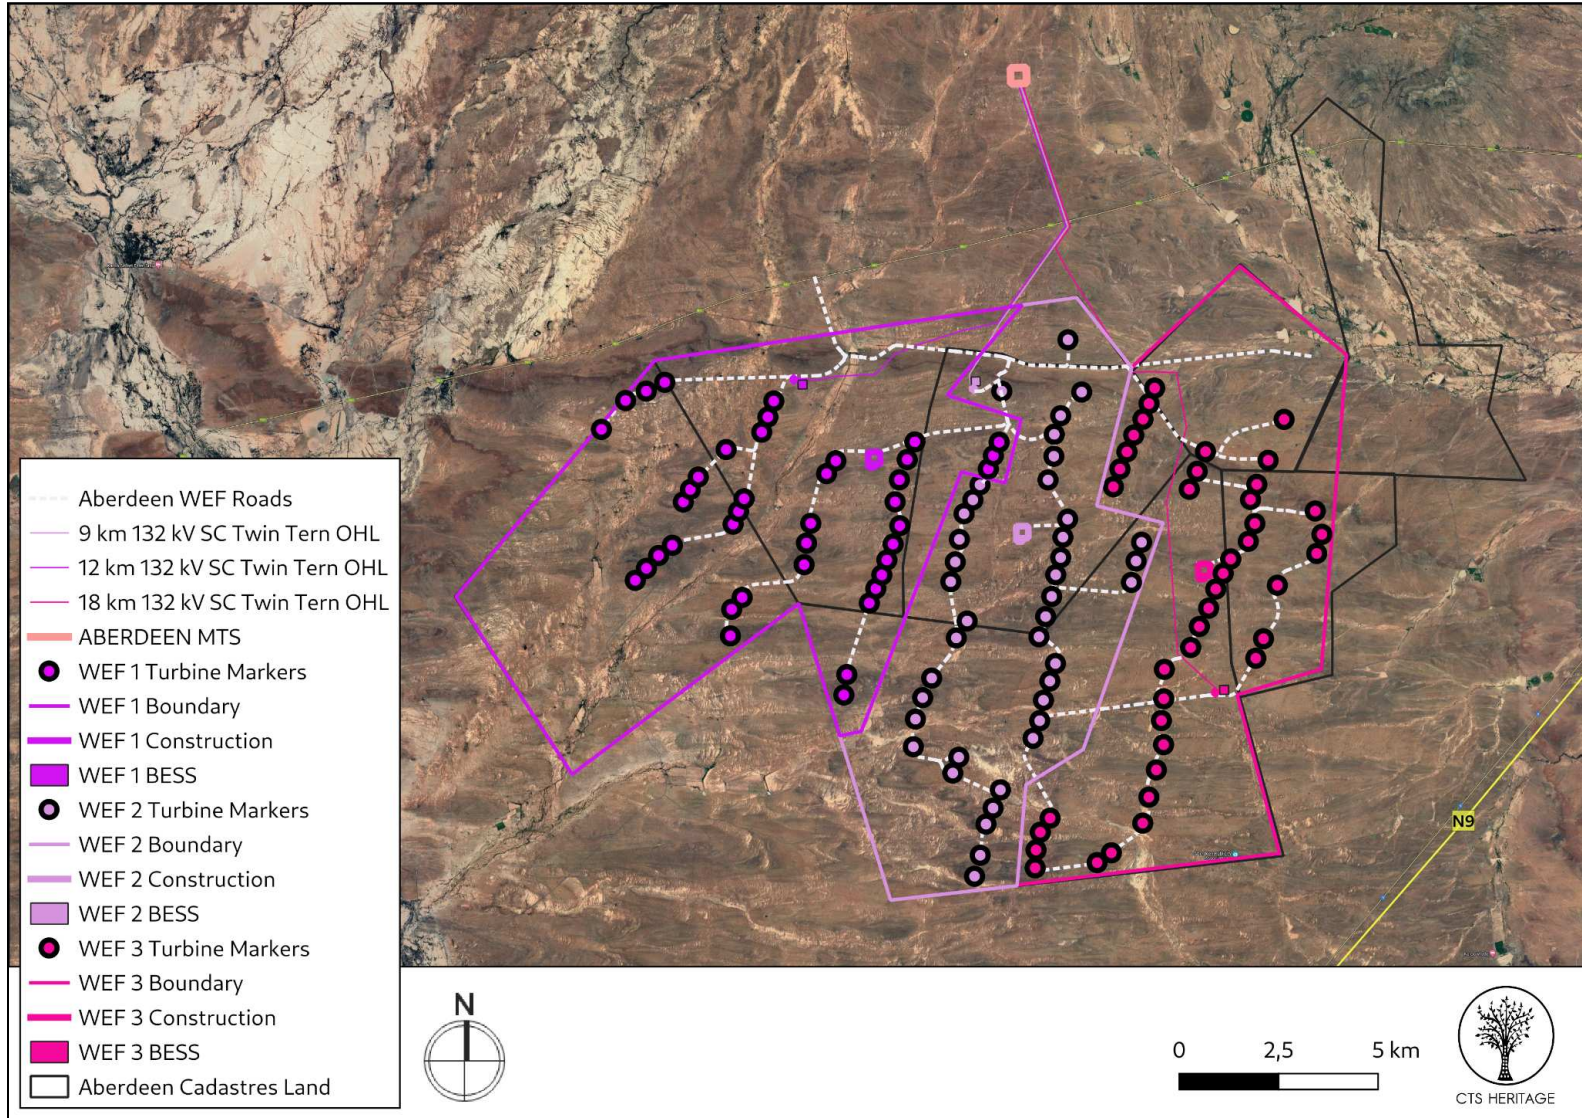 Aberdeen WEF Roads
9 km 132 kV SC Twin Tern OHL
12 km 132 kV SC Twin Tern OHL
18 km 132 kV SC Twin Tern OHL
ABERDEEN MTS
WEF 1 Turbine Markers
WEF 1 Boundary
WEF 1 Construction
WEF 1 BESS
WEF 2 Turbine Markers
WEF 2 Boundary
WEF 2 Construction
WEF 2 BESS
WEF 3 Turbine Markers
WEF 3 Boundary
WEF 3 Construction
WEF 3 BESS
Aberdeen Cadastres Land
N9
N
0 2,5 5 km
CTS HERITAGE